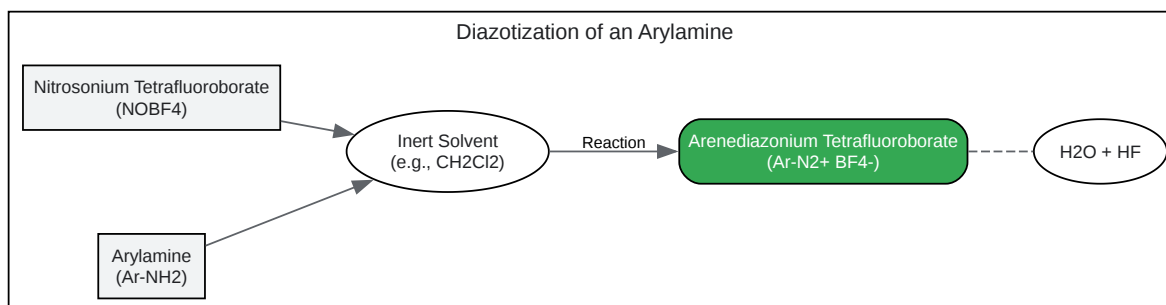 Diazotization of an Arylamine
Nitrosonium Tetrafluoroborate
(NOBF4)
Inert Solvent
(e.g., CH2Cl2)
Reaction
Arenediazonium Tetrafluoroborate
(Ar-N2+ BF4-)
H2O + HF
Arylamine
(Ar-NH2)